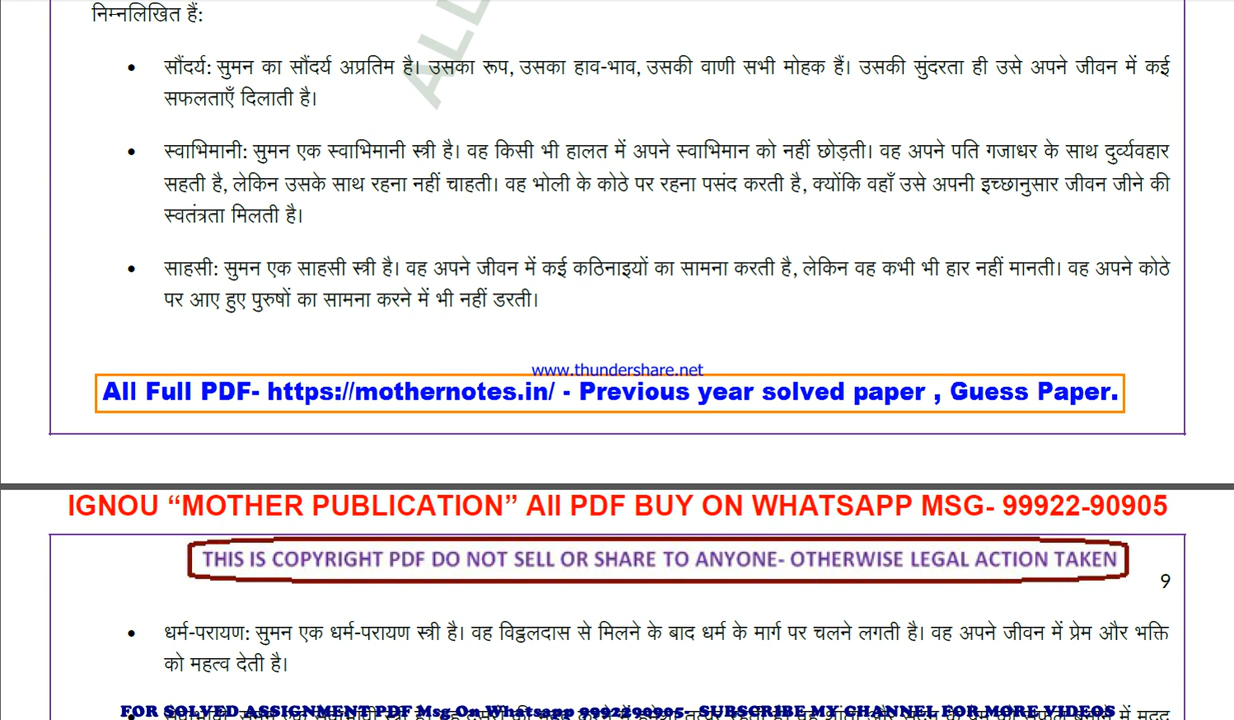 निम्नलिखित हैं:
ALL
• सौंदर्य: सुमन का सौंदर्य अप्रतिम है। उसका रूप, उसका हाव-भाव, उसकी वाणी सभी मोहक हैं। उसकी सुंदरता ही उसे अपने जीवन में कई
सफलताएँ दिलाती है।
• स्वाभिमानी: सुमन एक स्वाभिमानी स्त्री है। वह किसी भी हालत में अपने स्वाभिमान को नहीं छोड़ती। वह अपने पति गजाधर के साथ दुर्व्यवहार
सहती है, लेकिन उसके साथ रहना नहीं चाहती। वह भोली के कोठे पर रहना पसंद करती है, क्योंकि वहाँ उसे अपनी इच्छानुसार जीवन जीने की
स्वतंत्रता मिलती है।
• साहसी: सुमन एक साहसी स्त्री है। वह अपने जीवन में कई कठिनाइयों का सामना करती है, लेकिन वह कभी भी हार नहीं मानती। वह अपने कोठे
पर आए हुए पुरुषों का सामना करने में भी नहीं डरती।
www.thundershare.net
All Full PDF- https://mothernotes.in/ - Previous year solved paper , Guess Paper.
IGNOU “MOTHER PUBLICATION” All PDF BUY ON WHATSAPP MSG- 99922-90905
THIS IS COPYRIGHT PDF DO NOT SELL OR SHARE TO ANYONE- OTHERWISE LEGAL ACTION TAKEN
9
• धर्म-परायण: सुमन एक धर्म-परायण स्त्री है। वह विट्ठलदास से मिलने के बाद धर्म के मार्ग पर चलने लगती है। वह अपने जीवन में प्रेम और भक्ति
को महत्व देती है।
FOR SOLVED ASSIGNMENT PDF Msg On Whatsapp 9992290905- SUBSCRIBE MY CHANNEL FOR MORE VIDEOS